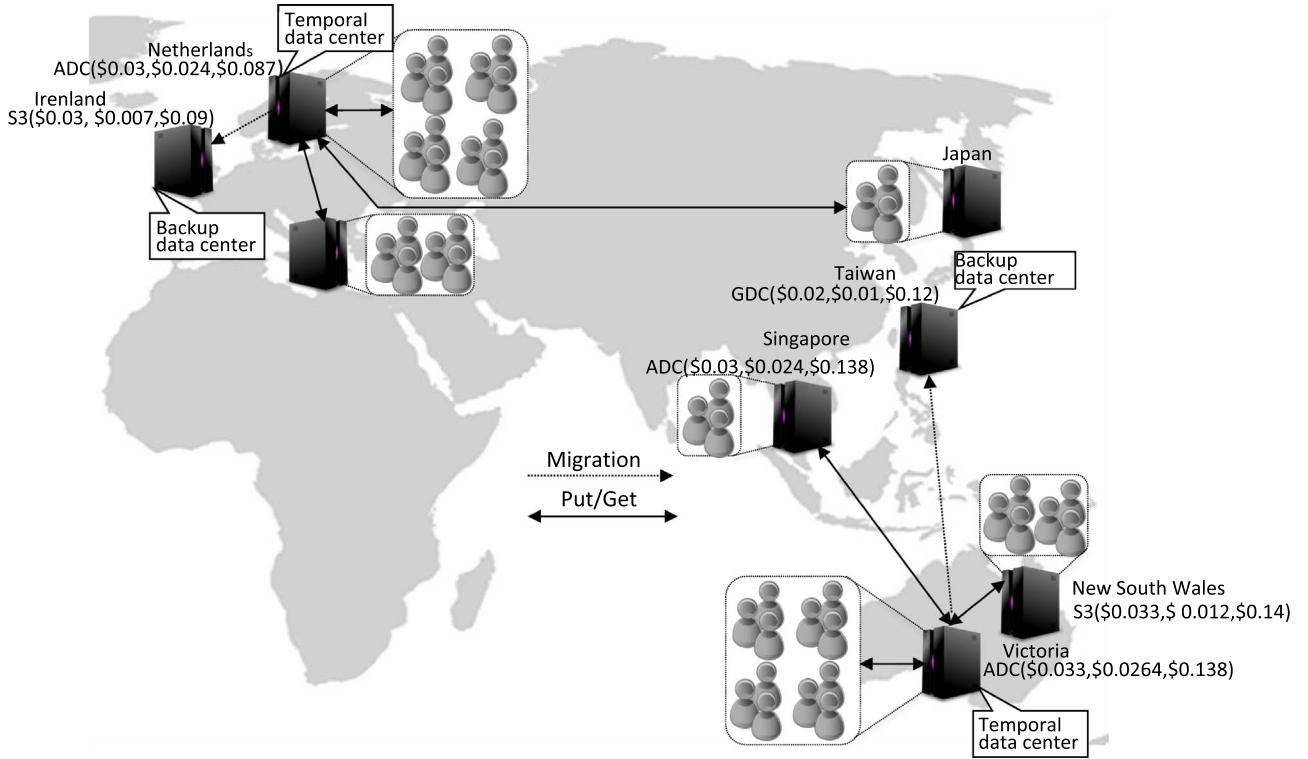 Temporal
data center
Netherlands
ADC($0.03,$0.024,$0.087)
Irenland
S3($0.03, $0.007,$0.09)
Backup
data center
Japan
Taiwan
GDC($0.02,$0.01,$0.12)
Backup
data center
Singapore
ADC($0.03,$0.024,$0.138)
Migration
Put/Get
New South Wales
S3($0.033,$ 0.012,$0.14)
Victoria
ADC($0.033,$0.0264,$0.138)
Temporal
data center